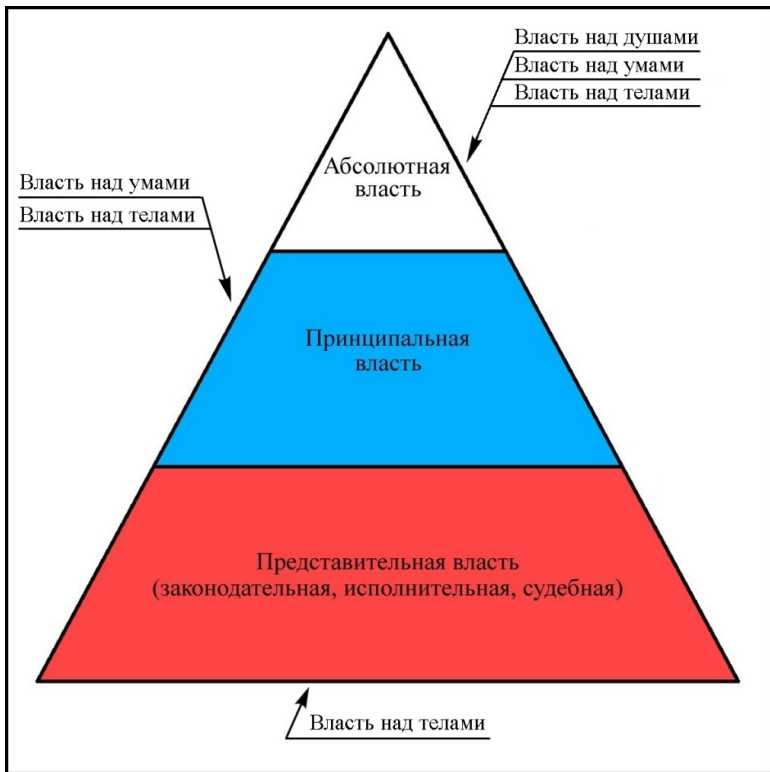 Власть над душами
Власть над умами
Власть над телами
Абсолютная
власть
Власть над умами
Власть над телами
Принципальная
власть
Представительная власть
(законодательная, исполнительная, судебная)
Власть над телами